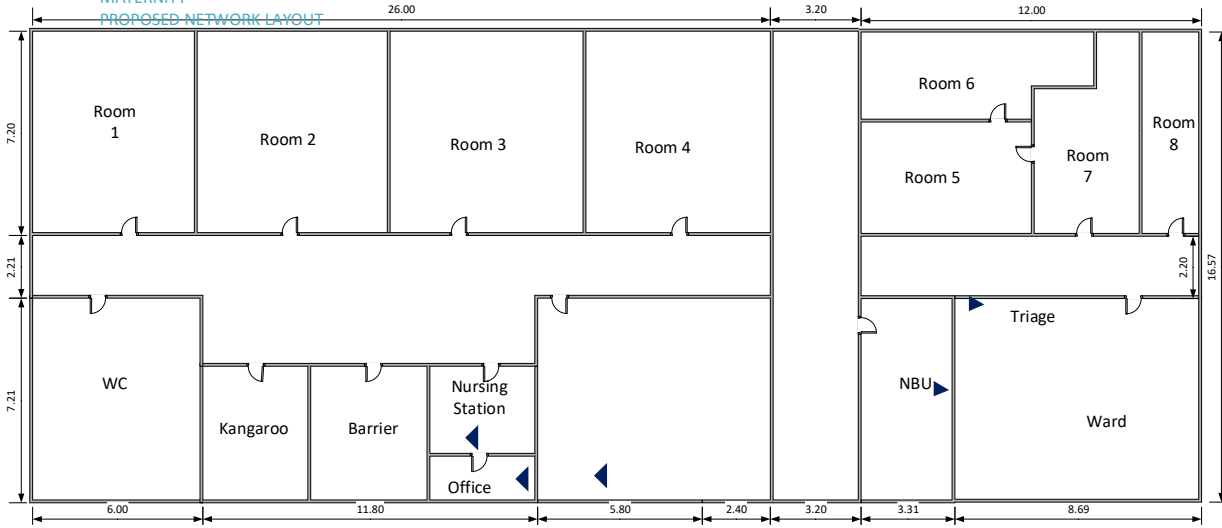 MATERNITY
PROPOSED NETWORK LAYOUT
26.00
3.20
12.00
7.20
2.21
7.21
Room
1
Room 2
Room 3
Room 4
Room 6
Room 5
Room
7
Room
8
2.20
16.57
WC
Kangaroo
Barrier
Nursing
Station
Office
NBU
Triage
Ward
6.00
11.80
5.80
2.40
3.20
3.31
8.69